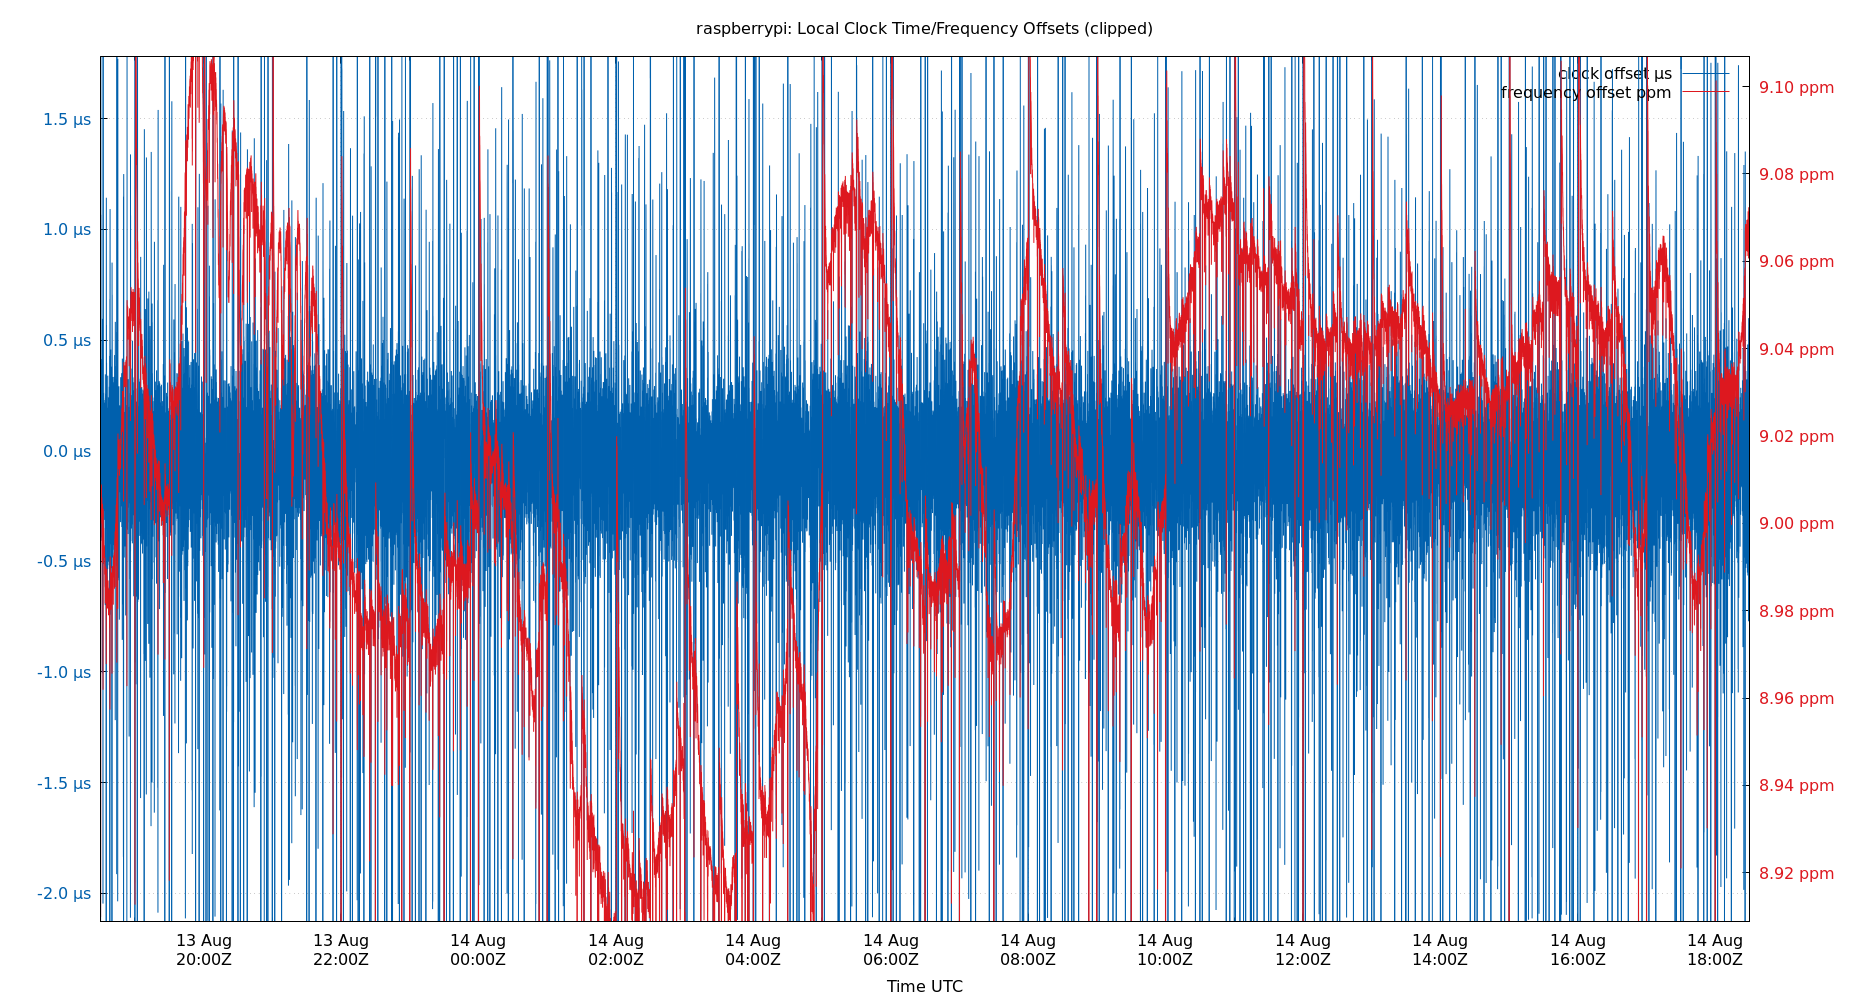 raspberrypi: Local Clock Time/Frequency Offsets (clipped)
clock offset µs
frequency offset ppm
1.5 µs
1.0 µs
0.5 µs
0.0 µs
-0.5 µs
-1.0 µs
-1.5 µs
-2.0 µs
9.10 ppm
9.08 ppm
9.06 ppm
9.04 ppm
9.02 ppm
9.00 ppm
8.98 ppm
8.96 ppm
8.94 ppm
8.92 ppm
13 Aug 13 Aug 14 Aug 14 Aug 14 Aug 14 Aug 14 Aug 14 Aug 14 Aug 14 Aug 14 Aug 14 Aug
20:00Z 22:00Z 00:00Z 02:00Z 04:00Z 06:00Z 08:00Z 10:00Z 12:00Z 14:00Z 16:00Z 18:00Z
Time UTC